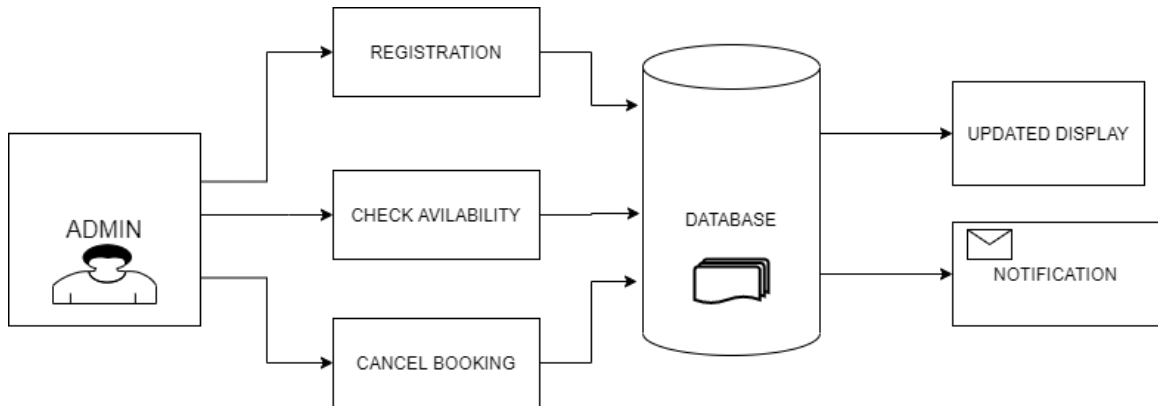 REGISTRATION
UPDATED DISPLAY
ADMIN
CHECK AVILABILITY
DATABASE
NOTIFICATION
CANCEL BOOKING